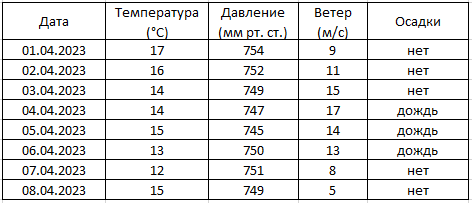 Дата Температура (°C) Давление (мм рт. ст.) Ветер (м/с) Осадки
01.04.2023 17 754 9 нет
02.04.2023 16 752 11 нет
03.04.2023 14 749 15 нет
04.04.2023 14 747 17 дождь
05.04.2023 15 745 14 дождь
06.04.2023 13 750 13 дождь
07.04.2023 12 751 8 нет
08.04.2023 15 749 5 нет